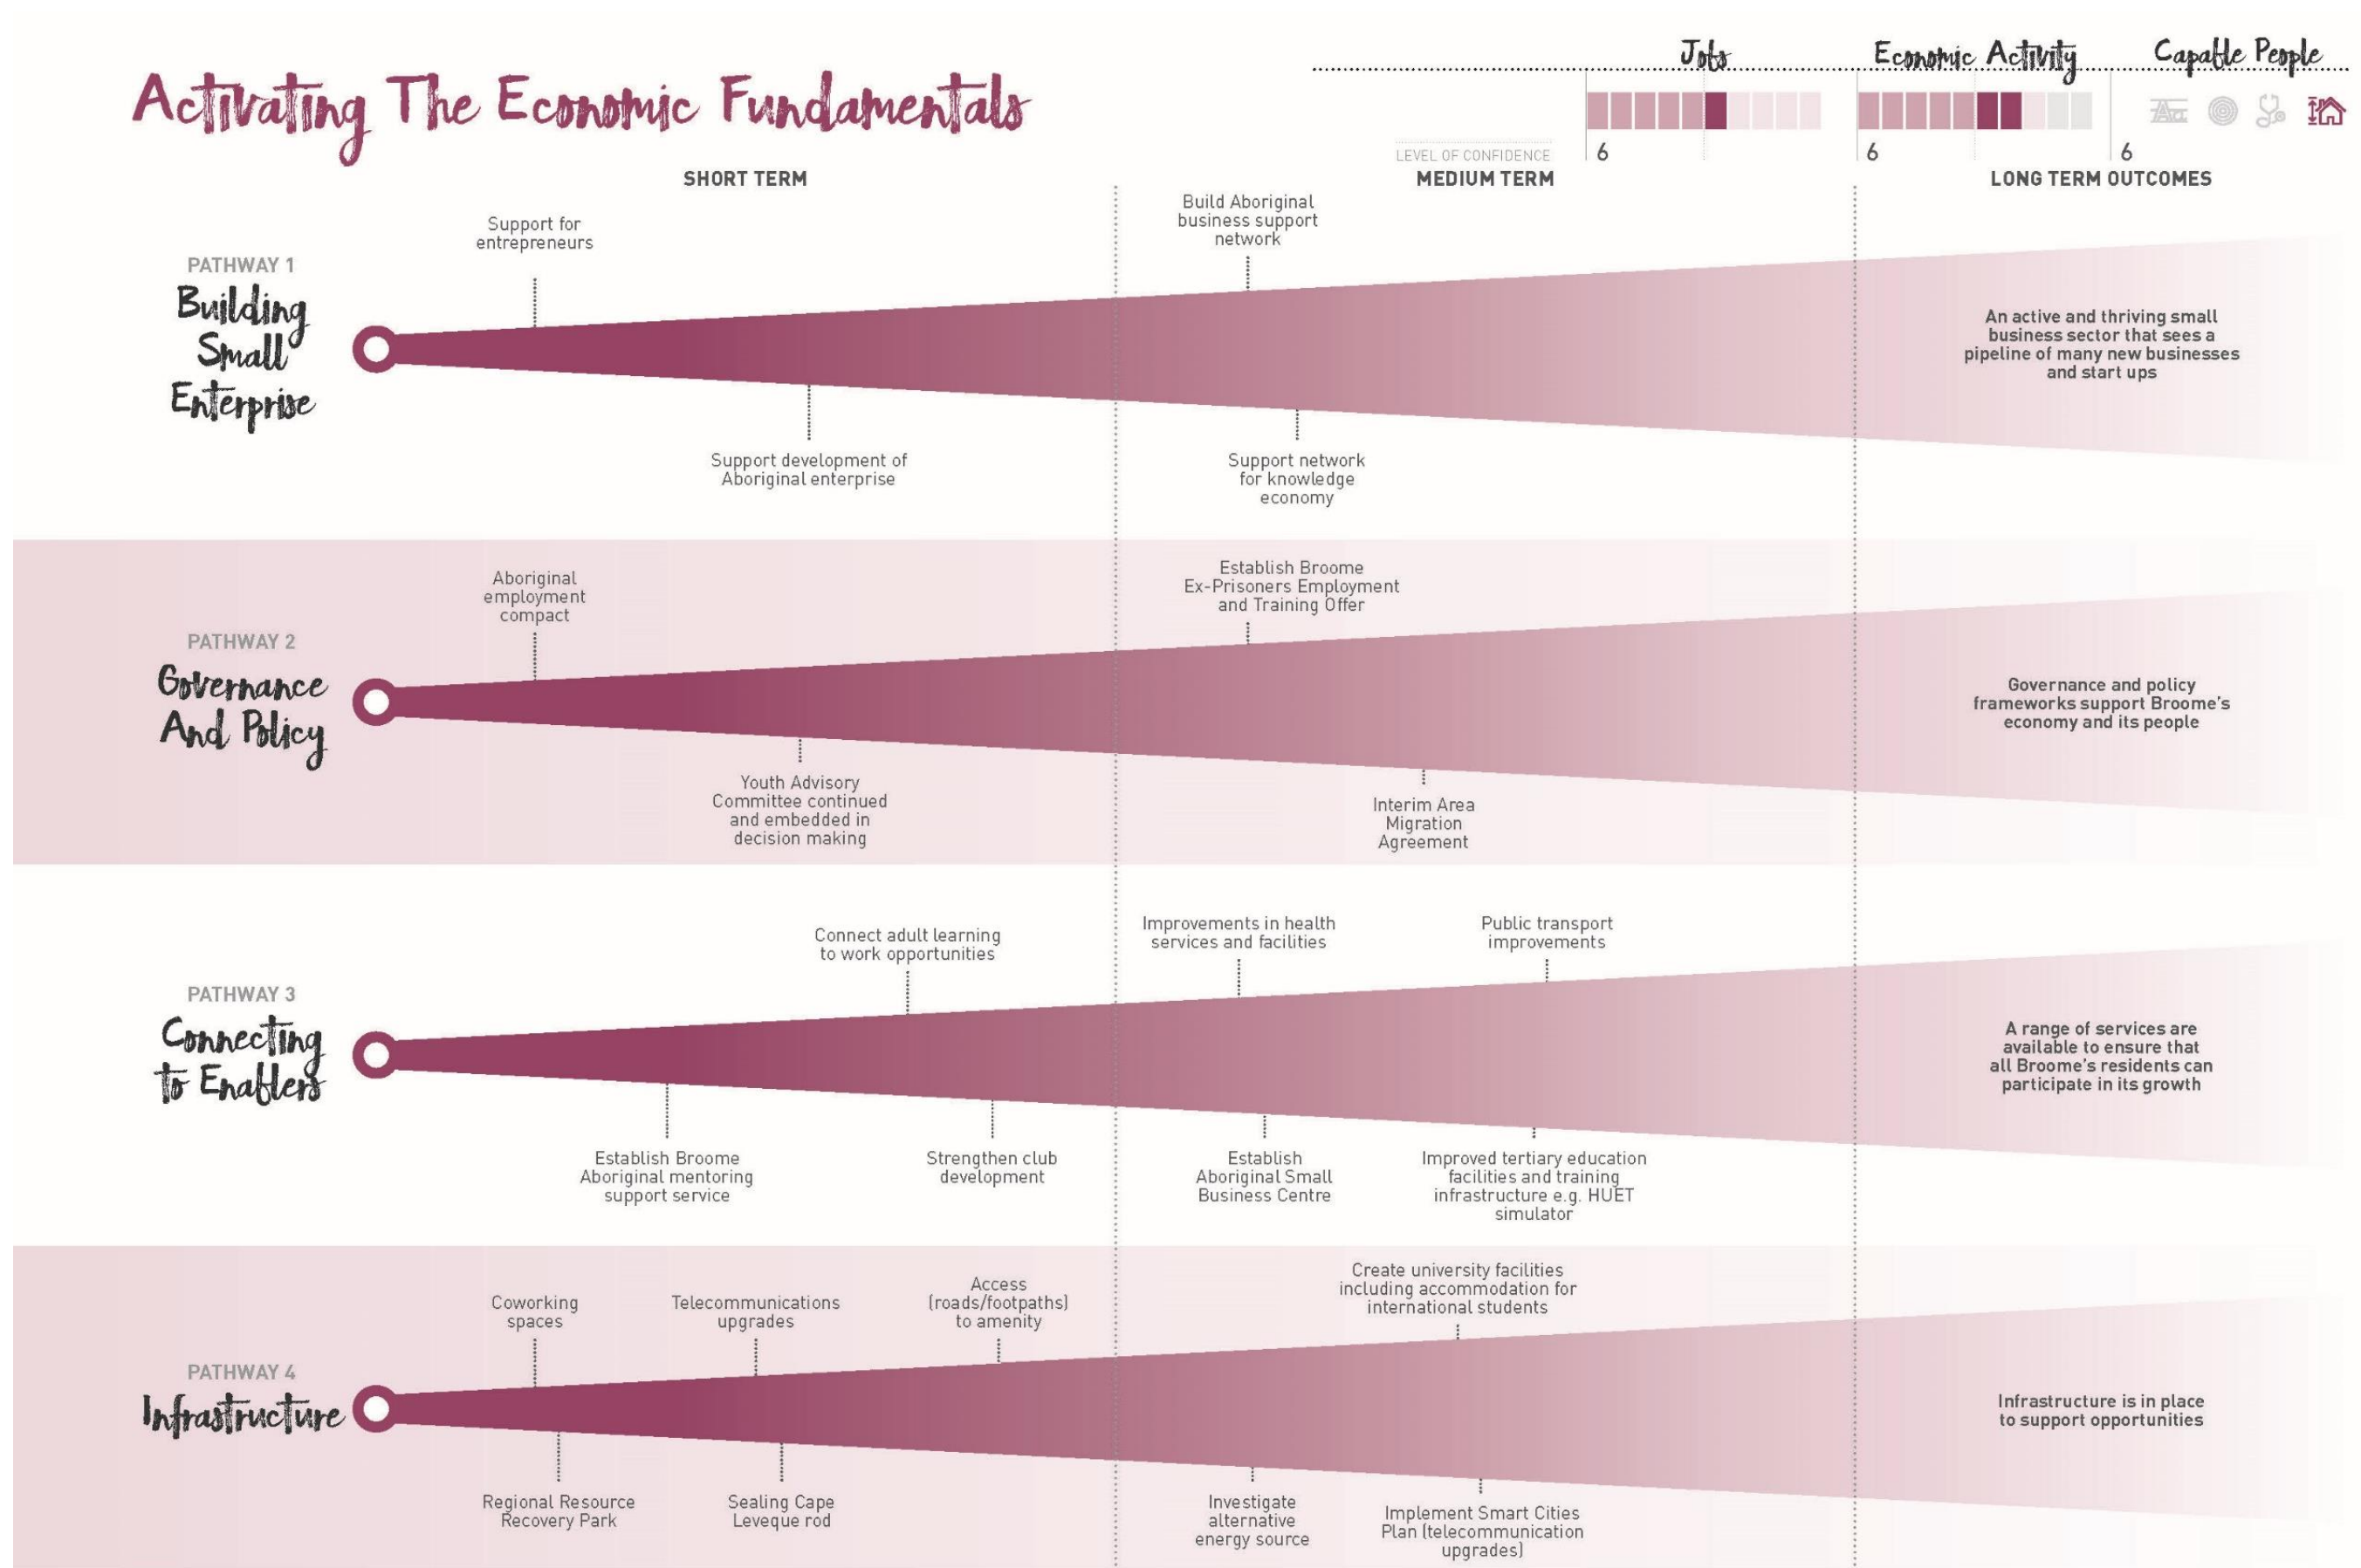 Activating The Economic Fundamentals
Jobs
Economic Activity
Capable People
LEVEL OF CONFIDENCE
6
6
6
SHORT TERM
MEDIUM TERM
LONG TERM OUTCOMES
PATHWAY 1
Building
Small
Enterprise
Support for
entrepreneurs
Support development of
Aboriginal enterprise
Build Aboriginal
business support
network
Support network
for knowledge
economy
An active and thriving small
business sector that sees a
pipeline of many new businesses
and start ups
PATHWAY 2
Governance
And Policy
Aboriginal
employment
compact
Youth Advisory
Committee continued
and embedded in
decision making
Establish Broome
Ex-Prisoners Employment
and Training Offer
Interim Area
Migration
Agreement
Governance and policy
frameworks support Broome's
economy and its people
PATHWAY 3
Connecting
to Enablers
Connect adult learning
to work opportunities
Establish Broome
Aboriginal mentoring
support service
Strengthen club
development
Improvements in health
services and facilities
Public transport
improvements
Establish
Aboriginal Small
Business Centre
Improved tertiary education
facilities and training
infrastructure e.g. HUET
simulator
A range of services are
available to ensure that
all Broome's residents can
participate in its growth
PATHWAY 4
Infrastructure
Coworking
spaces
Telecommunications
upgrades
Access
(roads/footpaths)
to amenity
Regional Resource
Recovery Park
Sealing Cape
Leveque rod
Create university facilities
including accommodation for
international students
Investigate
alternative
energy source
Implement Smart Cities
Plan (telecommunication
upgrades)
Infrastructure is in place
to support opportunities